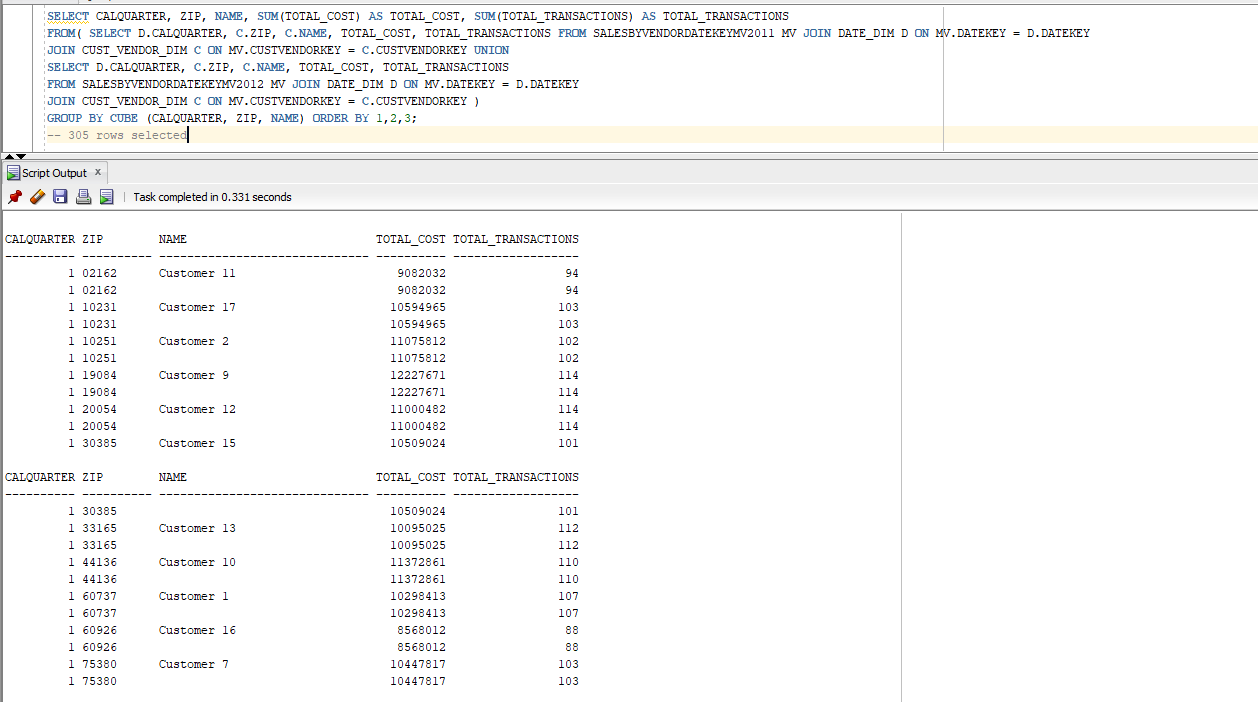 SELECT CALQUARTER, ZIP, NAME, SUM(TOTAL_COST) AS TOTAL_COST, SUM(TOTAL_TRANSACTIONS) AS TOTAL_TRANSACTIONS
FROM( SELECT D.CALQUARTER, C.ZIP, C.NAME, TOTAL_COST, TOTAL_TRANSACTIONS FROM SALESBYVENDORDATEKEYMV2011 MV JOIN DATE_DIM D ON MV.DATEKEY = D.DATEKEY
JOIN CUST_VENDOR_DIM C ON MV.CUSTVENDORKEY = C.CUSTVENDORKEY UNION
SELECT D.CALQUARTER, C.ZIP, C.NAME, TOTAL_COST, TOTAL_TRANSACTIONS
FROM SALESBYVENDORDATEKEYMV2012 MV JOIN DATE_DIM D ON MV.DATEKEY = D.DATEKEY
JOIN CUST_VENDOR_DIM C ON MV.CUSTVENDORKEY = C.CUSTVENDORKEY )
GROUP BY CUBE (CALQUARTER, ZIP, NAME) ORDER BY 1,2,3;
-- 305 rows selected
Script Output x
Task completed in 0.331 seconds
CALQUARTER ZIP NAME TOTAL_COST TOTAL_TRANSACTIONS
---------- ---------- ------------------------------ ---------- ------------------
1 02162 Customer 11 9082032 94
1 02162 9082032 94
1 10231 Customer 17 10594965 103
1 10231 10594965 103
1 10251 Customer 2 11075812 102
1 10251 11075812 102
1 19084 Customer 9 12227671 114
1 19084 12227671 114
1 20054 Customer 12 11000482 114
1 20054 11000482 114
1 30385 Customer 15 10509024 101
CALQUARTER ZIP NAME TOTAL_COST TOTAL_TRANSACTIONS
---------- ---------- ------------------------------ ---------- ------------------
1 30385 10509024 101
1 33165 Customer 13 10095025 112
1 33165 10095025 112
1 44136 Customer 10 11372861 110
1 44136 11372861 110
1 60737 Customer 1 10298413 107
1 60737 10298413 107
1 60926 Customer 16 8568012 88
1 60926 8568012 88
1 75380 Customer 7 10447817 103
1 75380 10447817 103